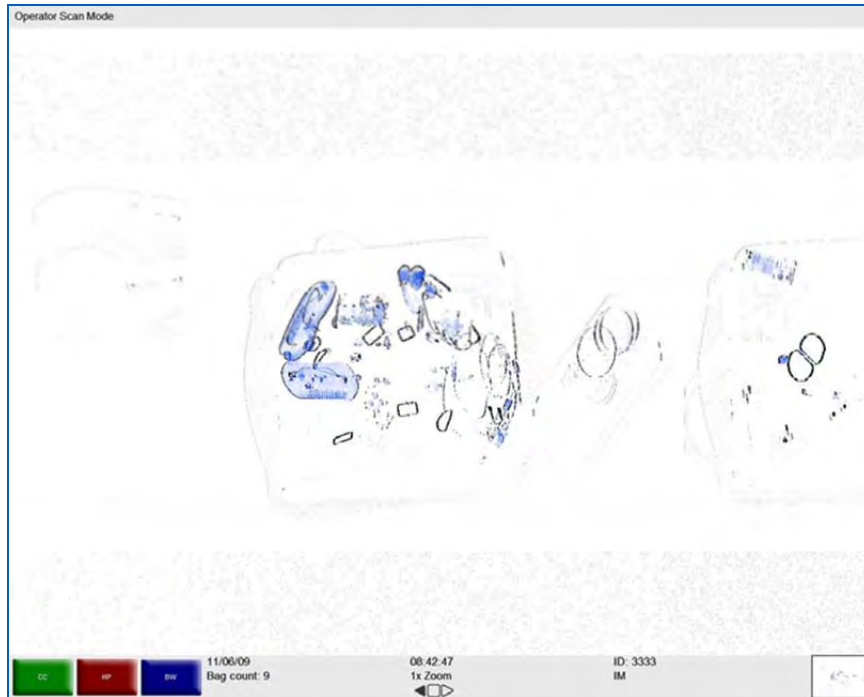 Operator Scan Mode
CC
HP
BW
11/06/09
Bag count: 9
08:42:47
1x Zoom
ID: 3333
IM